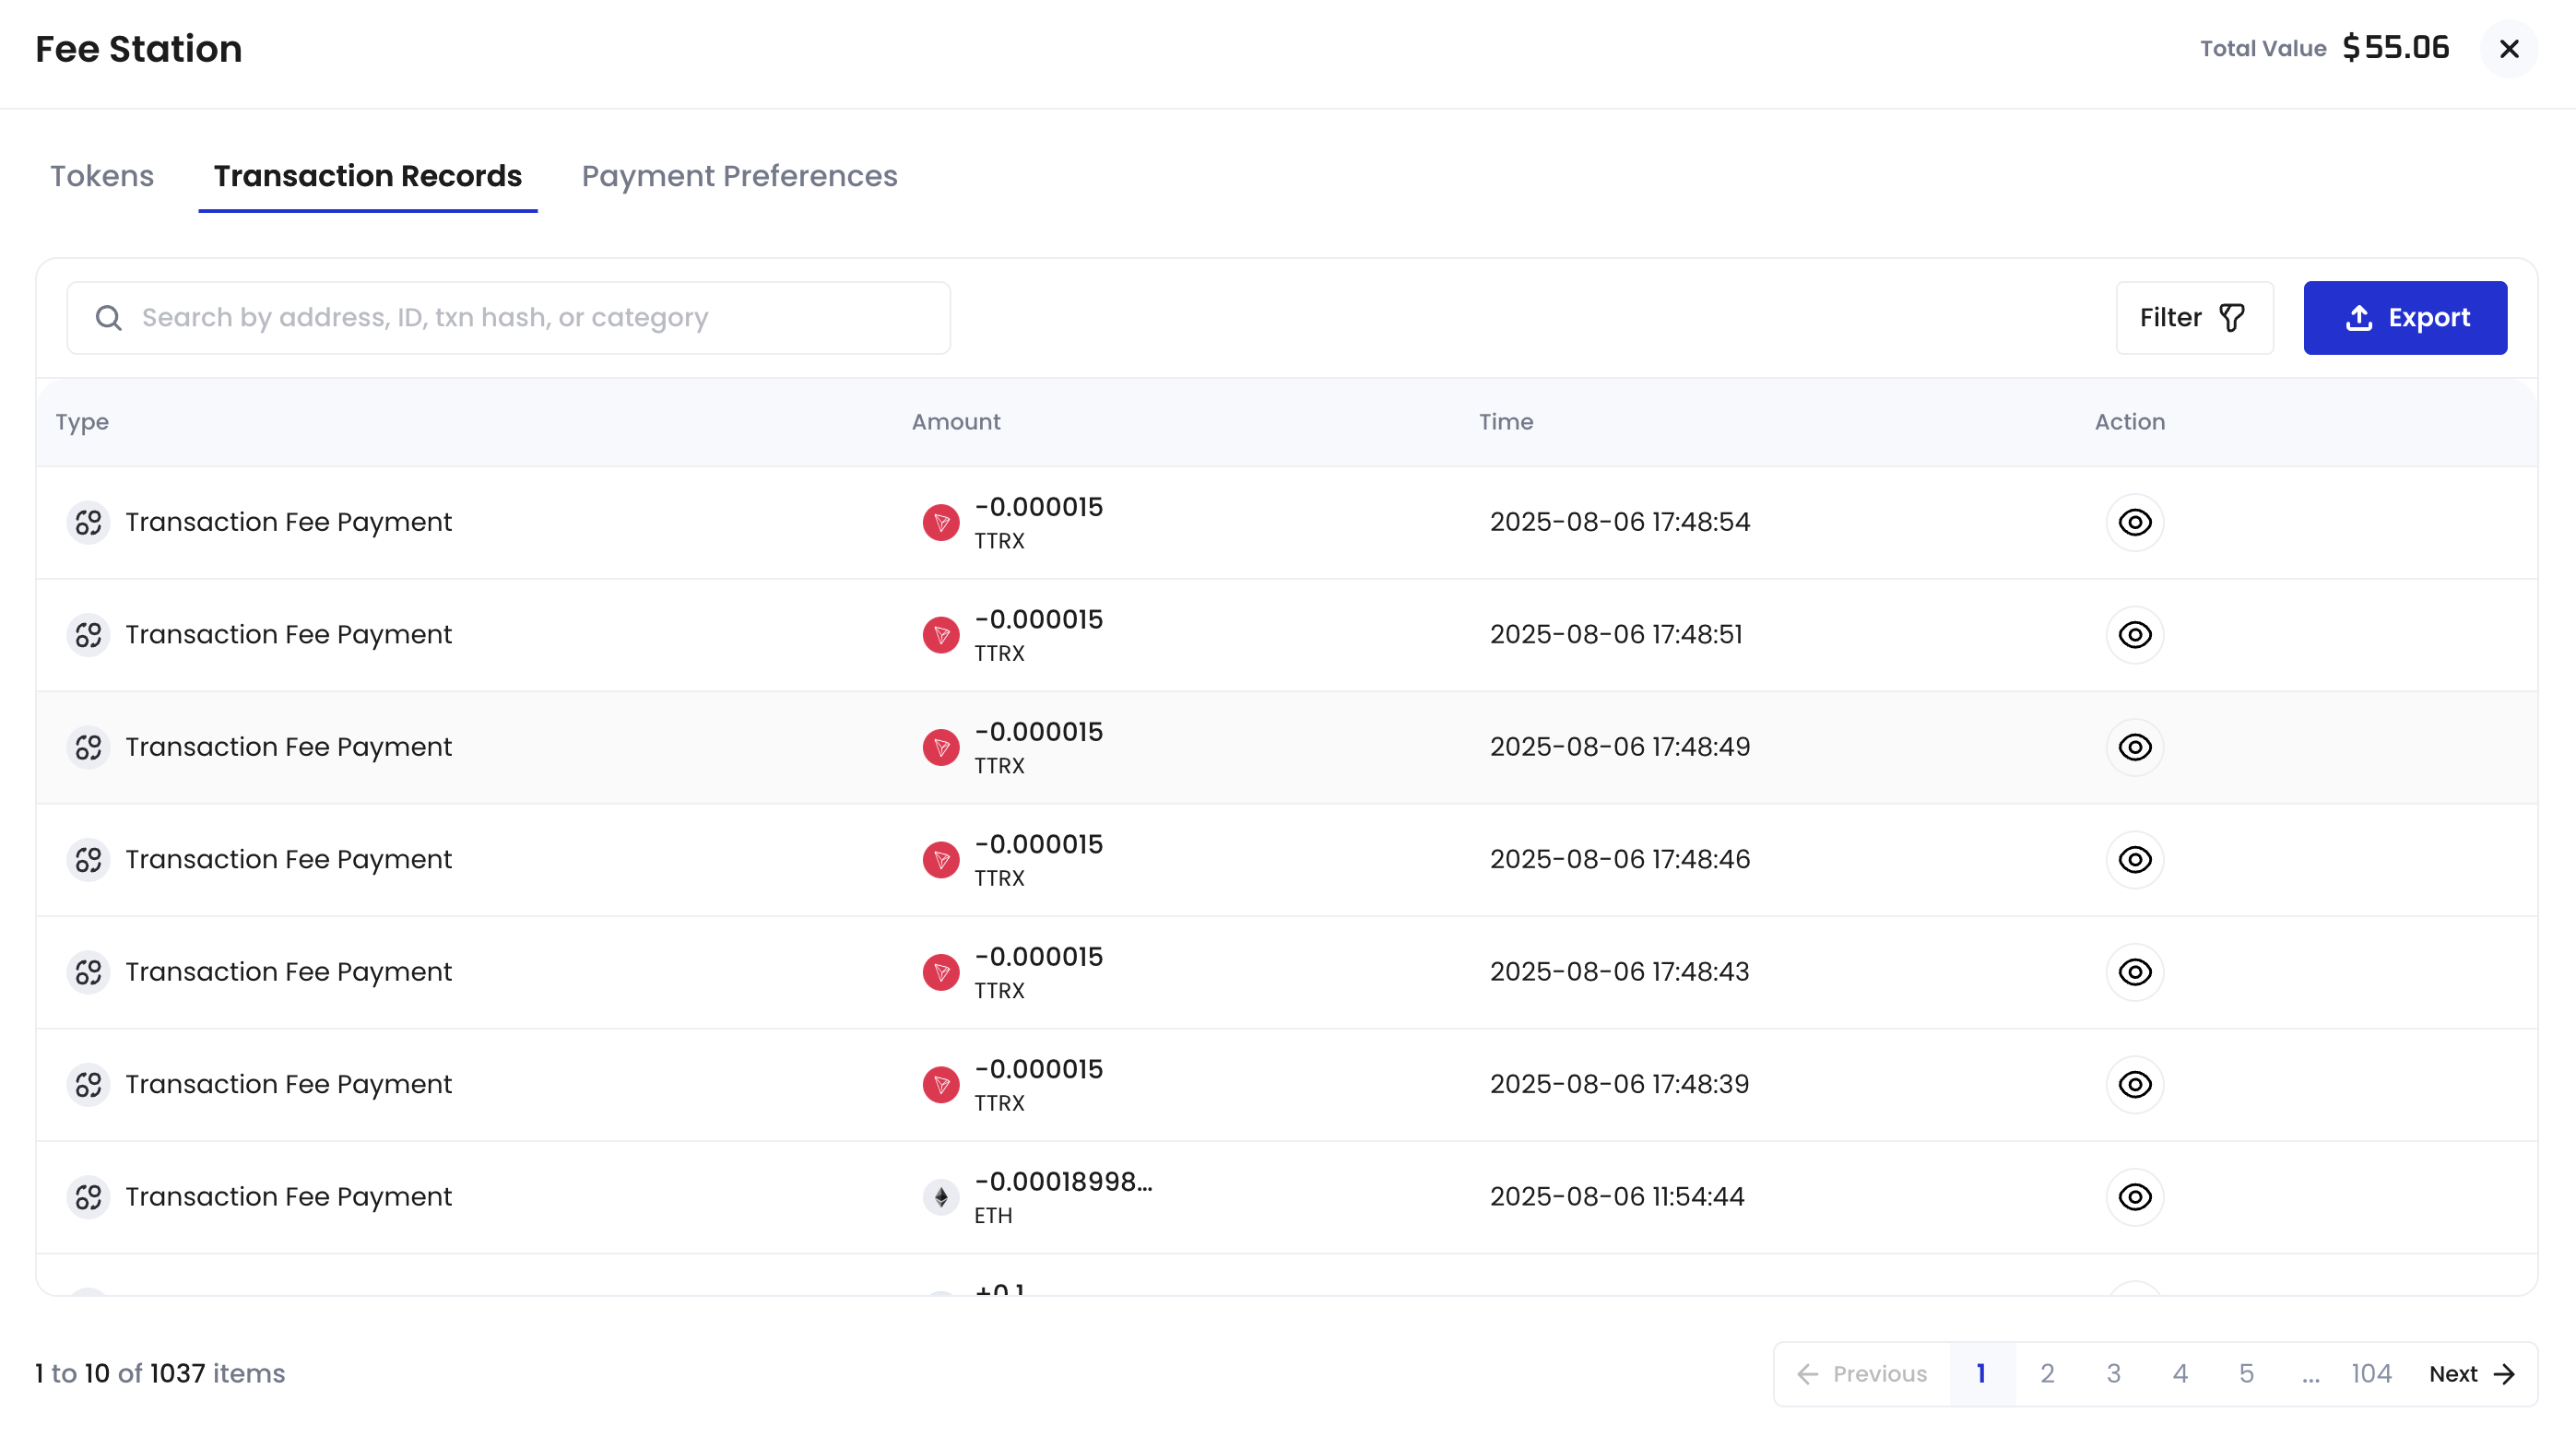 Fee Station
Total Value $55.06
Tokens Transaction Records Payment Preferences
Search by address, ID, txn hash, or category
Filter Export
Type Amount Time Action
Transaction Fee Payment -0.000015 TTRX 2025-08-06 17:48:54
Transaction Fee Payment -0.000015 TTRX 2025-08-06 17:48:51
Transaction Fee Payment -0.000015 TTRX 2025-08-06 17:48:49
Transaction Fee Payment -0.000015 TTRX 2025-08-06 17:48:46
Transaction Fee Payment -0.000015 TTRX 2025-08-06 17:48:43
Transaction Fee Payment -0.000015 TTRX 2025-08-06 17:48:39
Transaction Fee Payment -0.00018998... ETH 2025-08-06 11:54:44
+0.1
1 to 10 of 1037 items
Previous 1 2 3 4 5 ... 104 Next